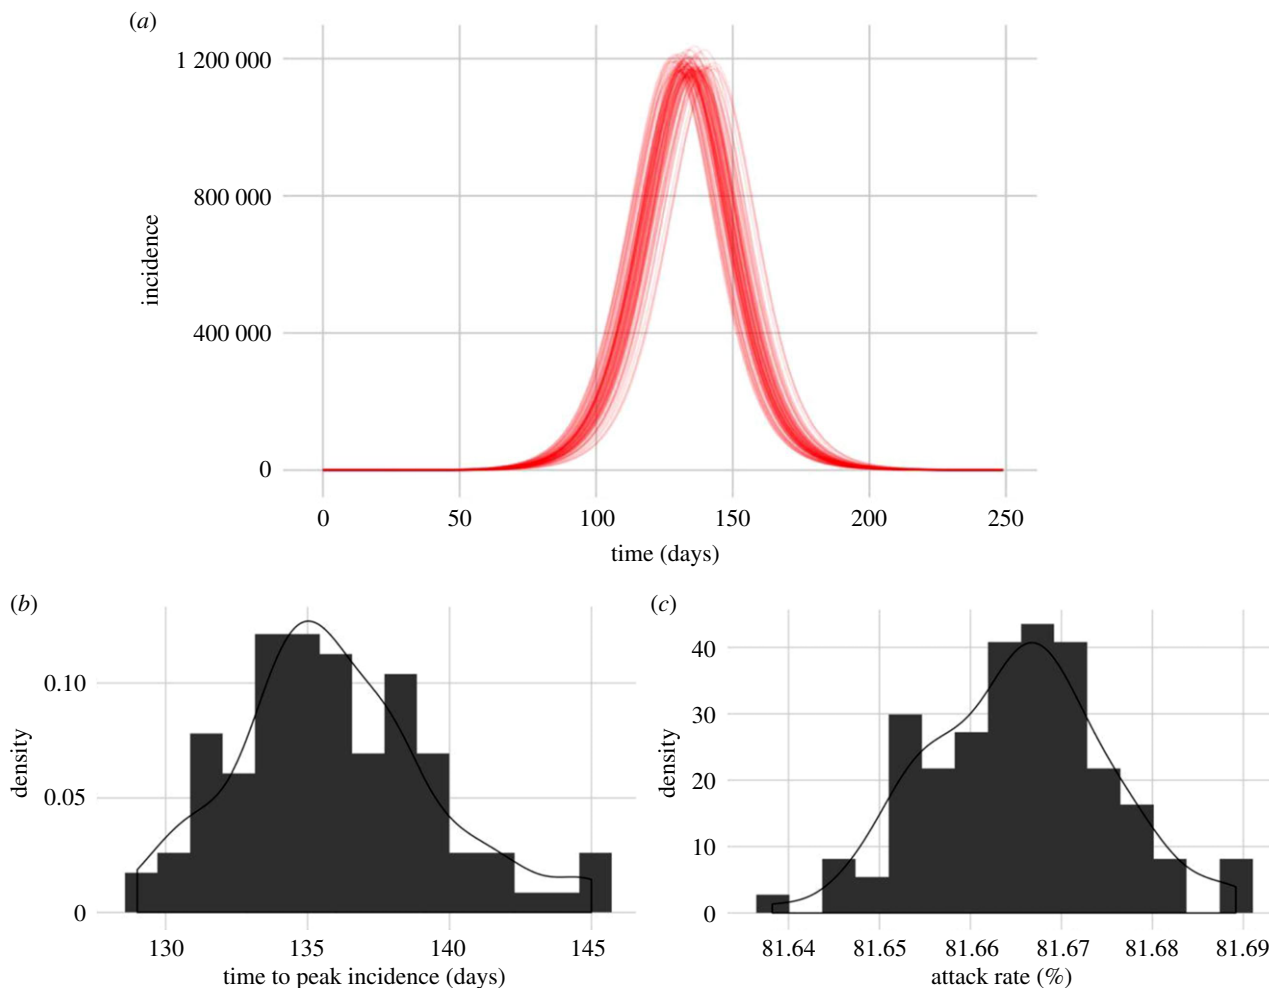 (a)
1 200 000
800 000
400 000
0
incidence
0 50 100 150 200 250
time (days)
(b)
0.10
0.05
0
density
130 135 140 145
time to peak incidence (days)
(c)
40
30
20
10
0
density
81.64 81.65 81.66 81.67 81.68 81.69
attack rate (%)